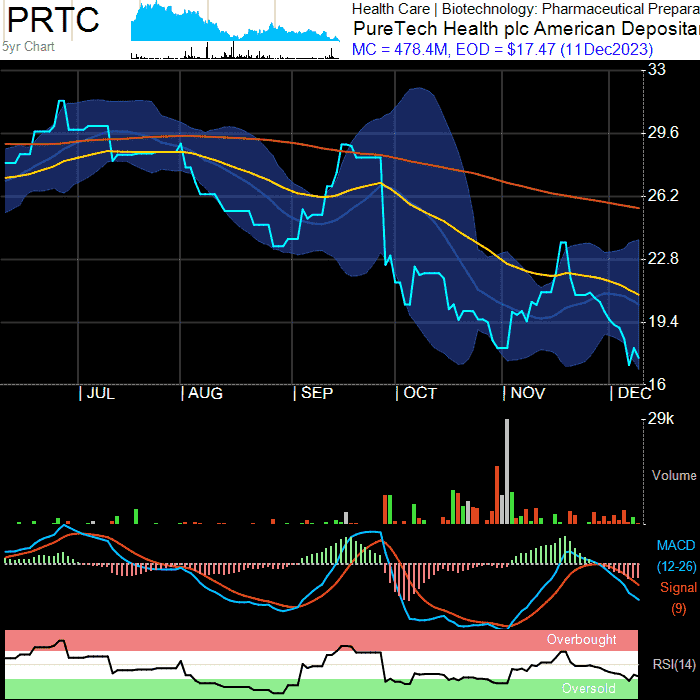 PRTC
5yr Chart
Health Care | Biotechnology: Pharmaceutical Prepara
PureTech Health plc American Depositar
MC = 478.4M, EOD = $17.47 (11Dec2023)
33
29.6
26.2
22.8
19.4
16
| JUL | AUG | SEP | OCT | NOV | DEC
29k
Volume
MACD
(12-26)
Signal
(9)
Overbought
RSI(14)
Oversold